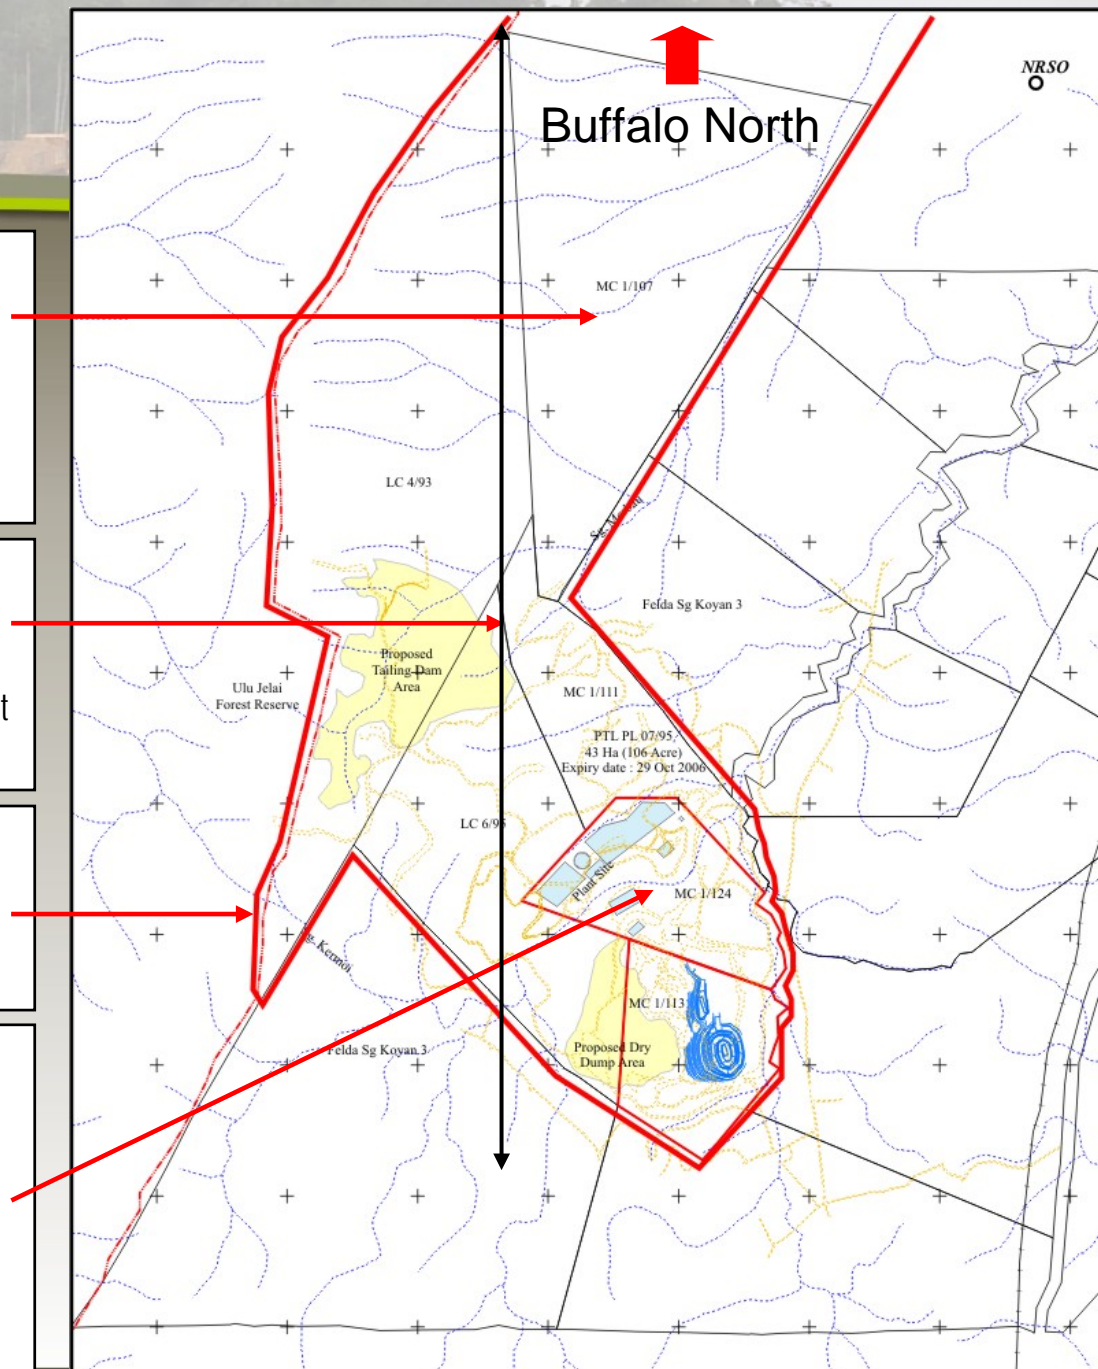 NRSO
Buffalo North
MC 1/107
LC 4/93
Felda Sg Koyan 3
Proposed
Tailing Dam
Area
Ulu Jelai
Forest Reserve
MC 1/111
t
PTL PL 07/95,
43 Ha (106 Acre)
Expiry date : 29 Oct 2006
LC 6/95
Plant Site
MC 1/124
Sg. Kermoi
MC 1/113
Felda Sg Koyan 3
Proposed Dry
Dump Area